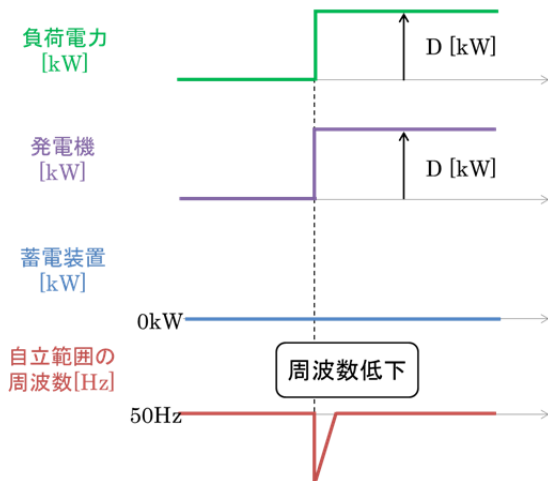 負荷電力
[kW]
D [kW]
発電機
[kW]
D [kW]
蓄電装置
[kW]
0kW
自立範囲の
周波数[Hz]
周波数低下
50Hz